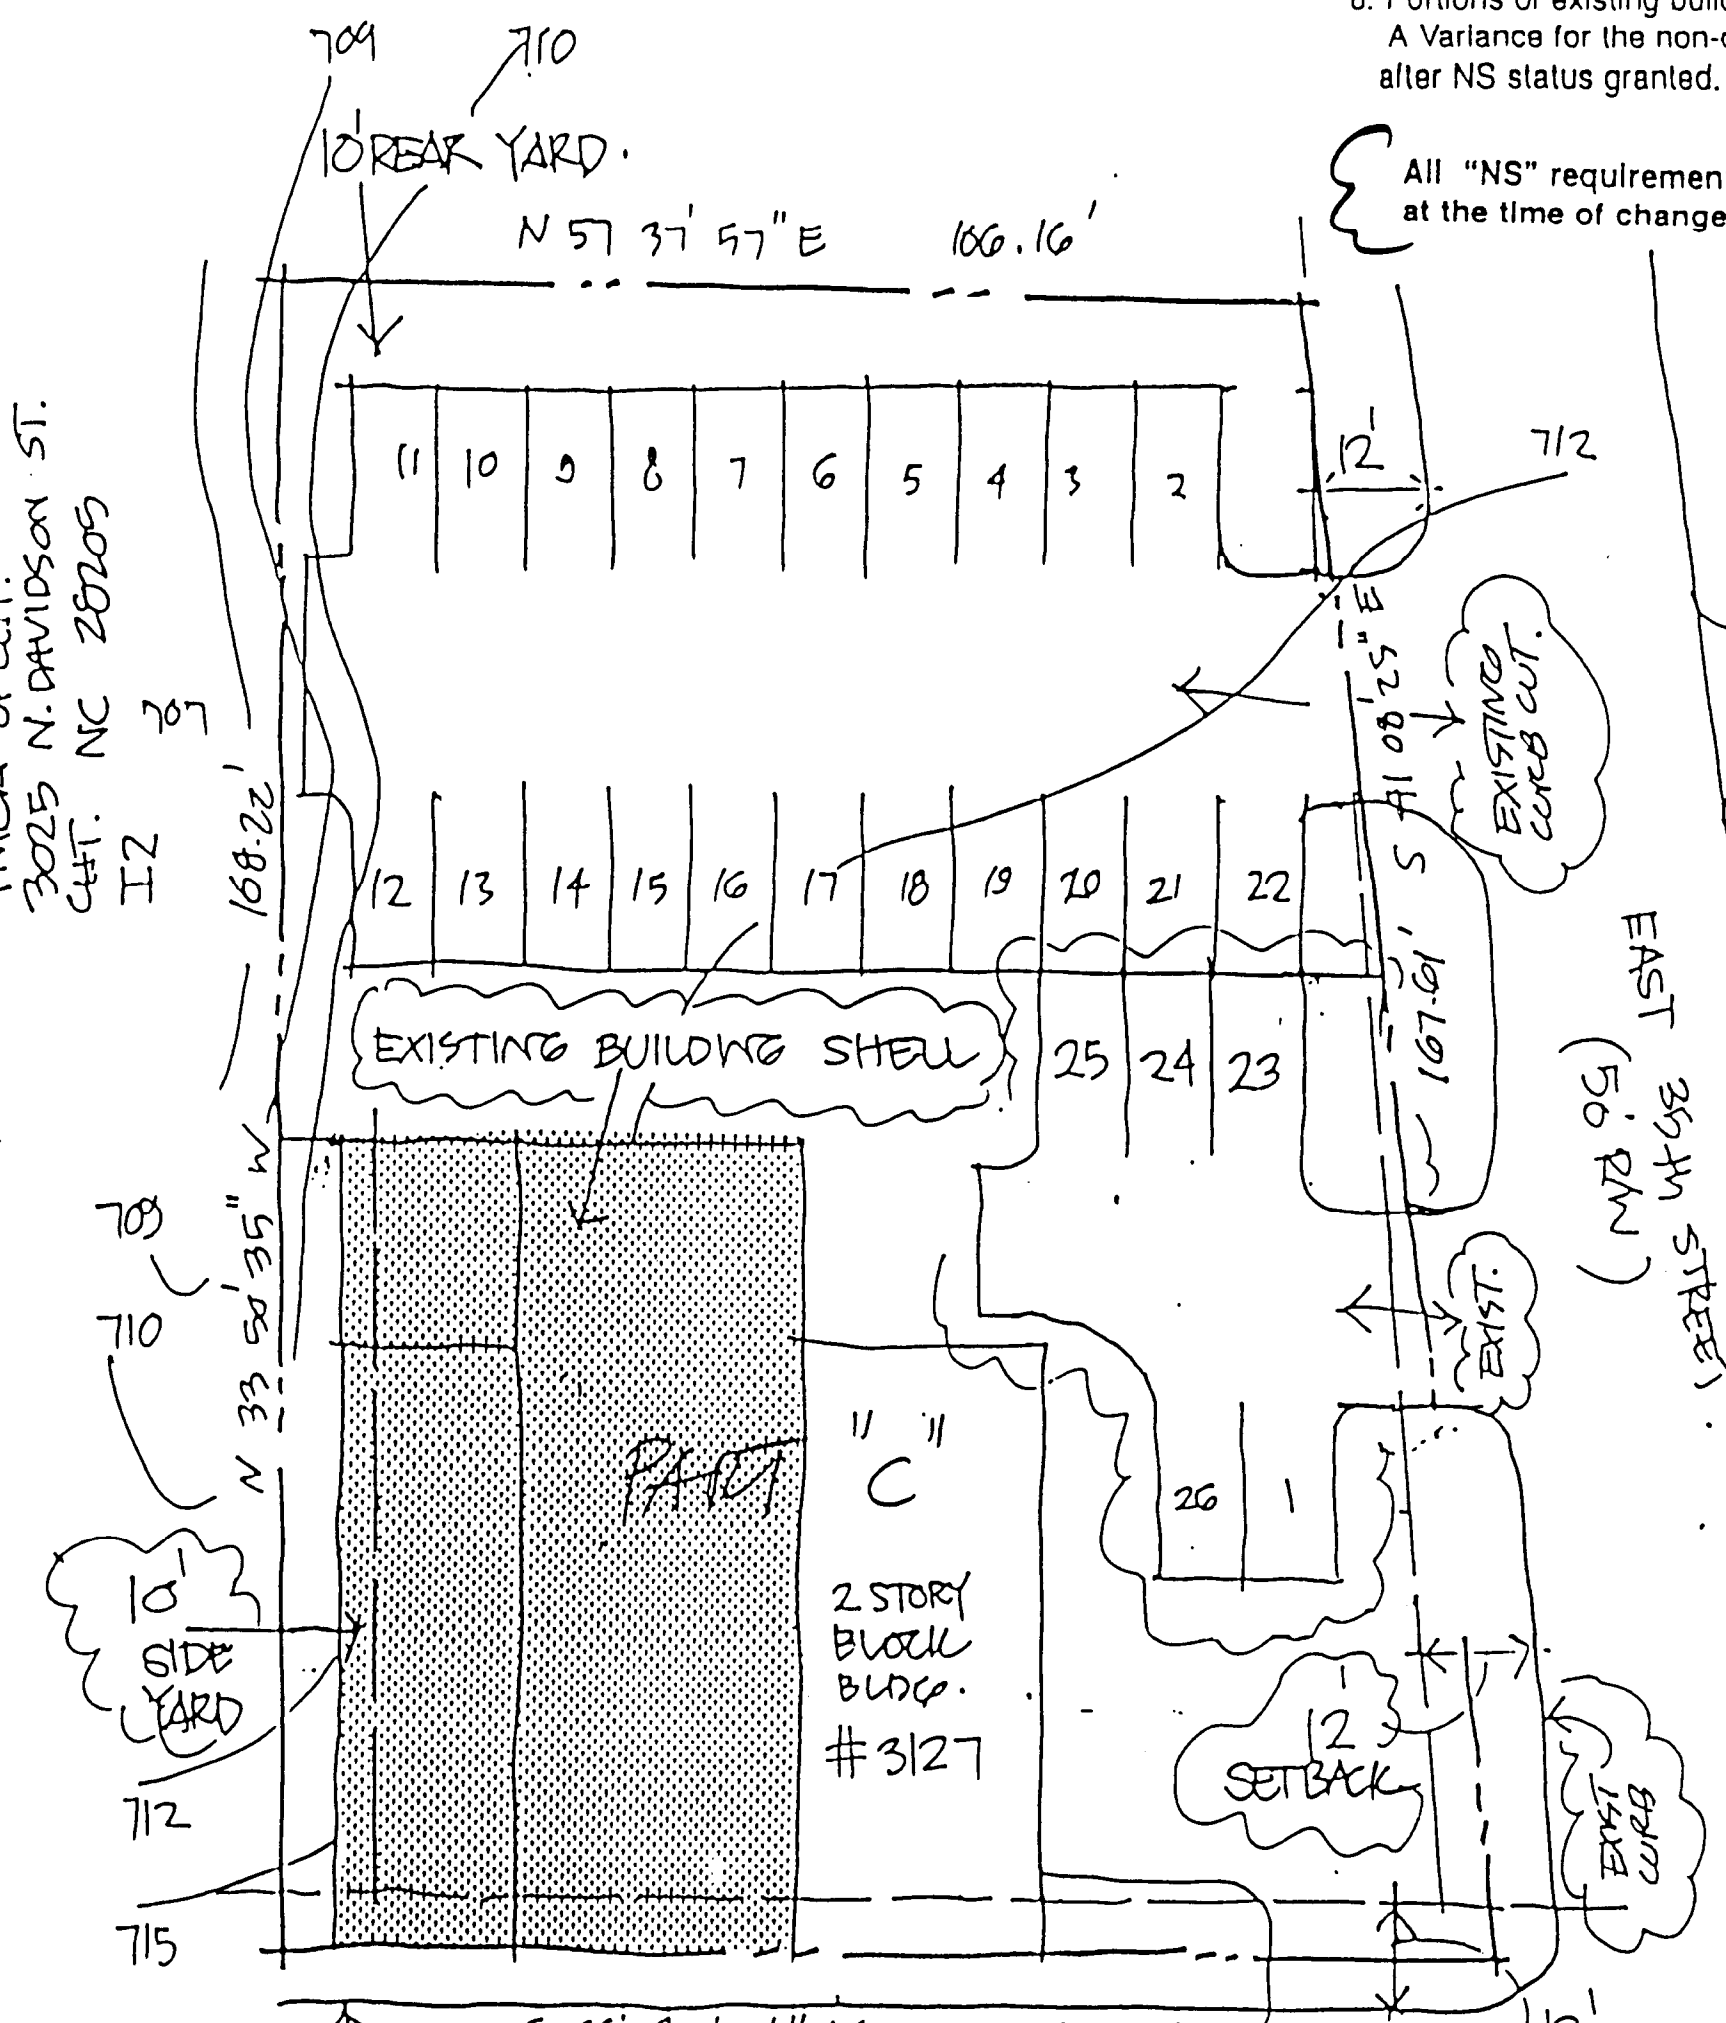 709
710
A Variance for the non-
after NS status granted.
10' REAR YARD.
All "NS" requiremen
at the time of change
N 57 37' 57" E 106.16'
3025 N. DAVIDSON ST.
CHT. NC 28205
I2
707
168.22'
N 33 50' 35" W
11 10 9 8 7 6 5 4 3 2
12'
712
EXISTING
CURB CUT.
12 13 14 15 16 17 18 19 20 21 22
25 24 23
167.61'
EAST 35TH STREET.
(50' R/W)
EXISTING BUILDING SHELL
709
710
EXIST.
"C"
26 1
10'
SIDE
YARD
2 STORY
BLOCK
BLDG.
#3127
12'
SETBACK
EXIST
CURB
712
715